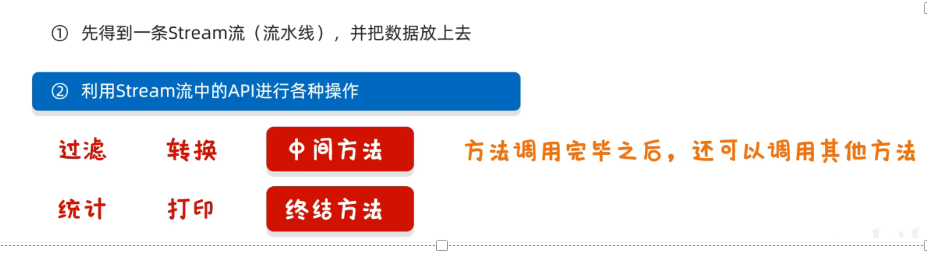 ① 先得到一条Stream流（流水线），并把数据放上去
② 利用Stream流中的API进行各种操作
过滤 转换 中间方法 方法调用完毕之后，还可以调用其他方法
统计 打印 终结方法